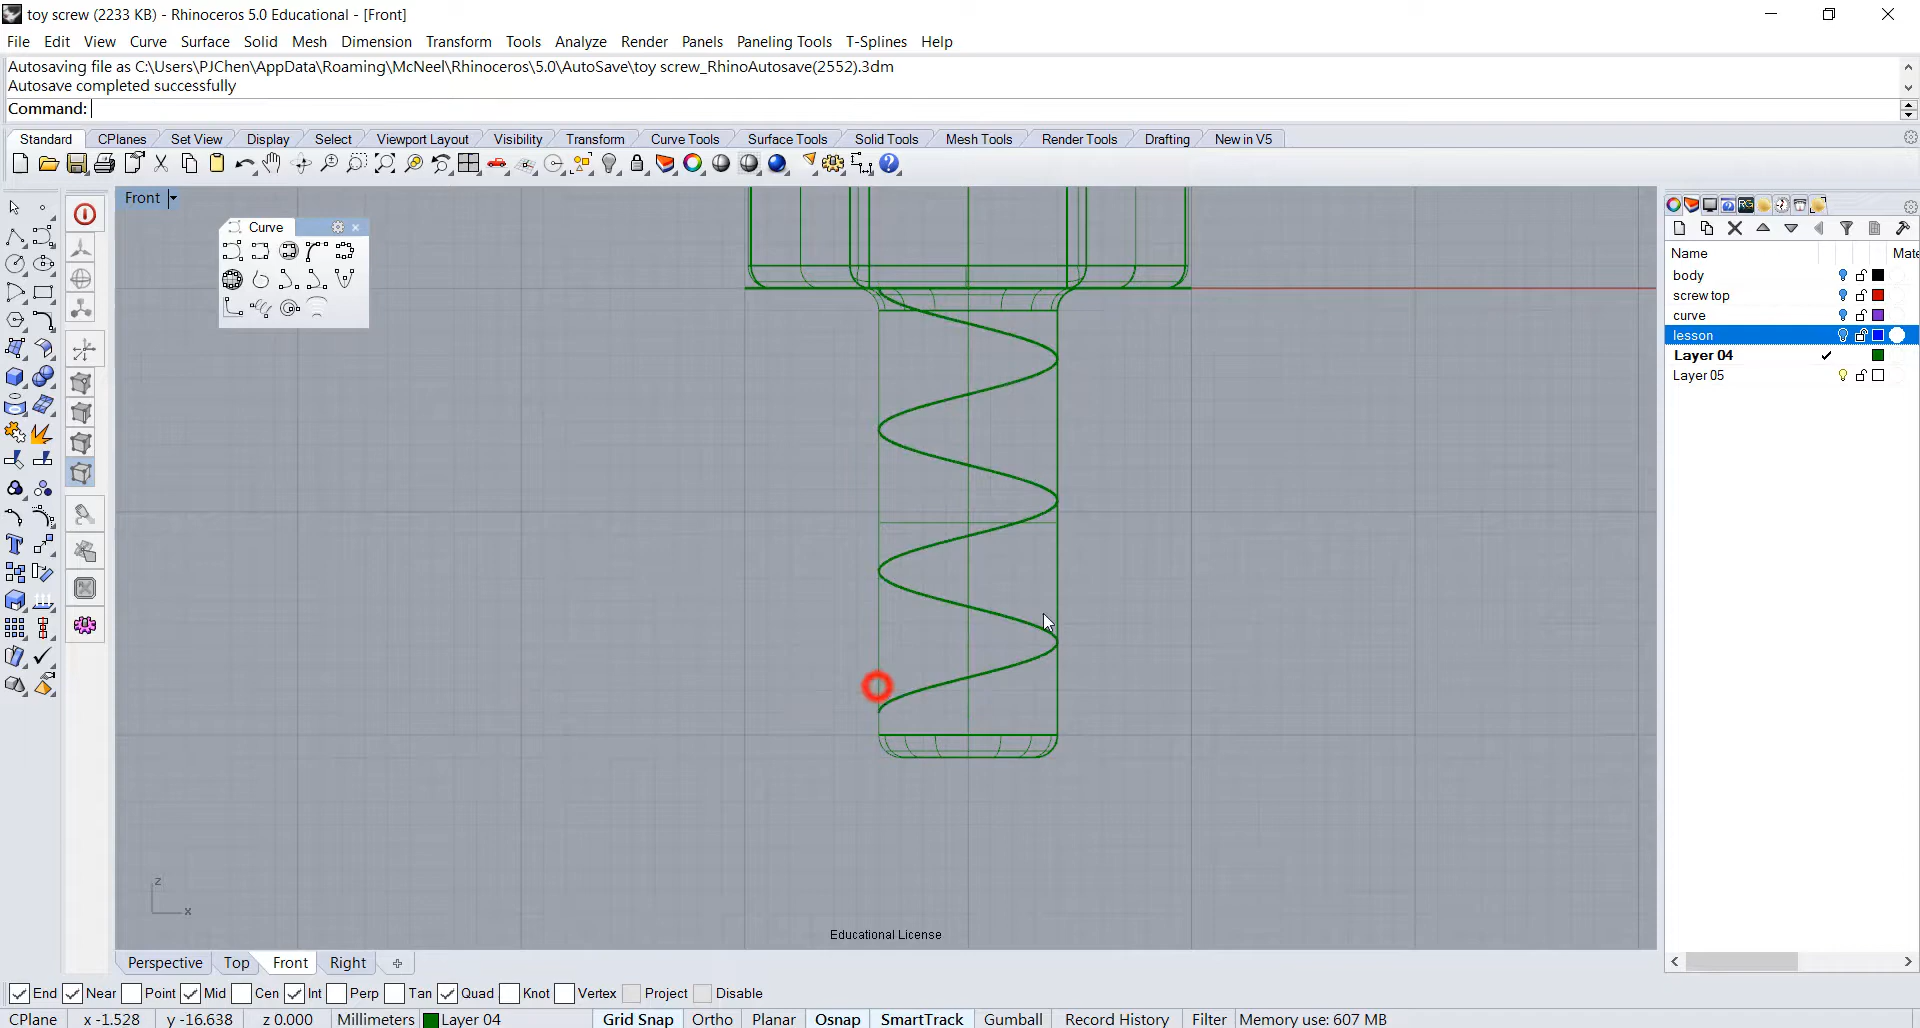 toy screw (2233 KB) - Rhinoceros 5.0 Educational - [Front]
File Edit View Curve Surface Solid Mesh Dimension Transform Tools Analyze Render Panels Paneling Tools T-Splines Help
Autosaving file as C:\Users\PJChen\AppData\Roaming\McNeel\Rhinoceros\5.0\AutoSave\toy screw_RhinoAutosave(2552).3dm
Autosave completed successfully
Command:
Standard CPlanes Set View Display Select Viewport Layout Visibility Transform Curve Tools Surface Tools Solid Tools Mesh Tools Render Tools Drafting New in V5
Front
Curve
Name Mate
body
screw top
curve
lesson
Layer 04
Layer 05
z
x
Educational License
Perspective Top Front Right
End Near Point Mid Cen Int Perp Tan Quad Knot Vertex Project Disable
CPlane x -1.528 y -16.638 z 0.000 Millimeters Layer 04 Grid Snap Ortho Planar Osnap SmartTrack Gumball Record History Filter Memory use: 607 MB